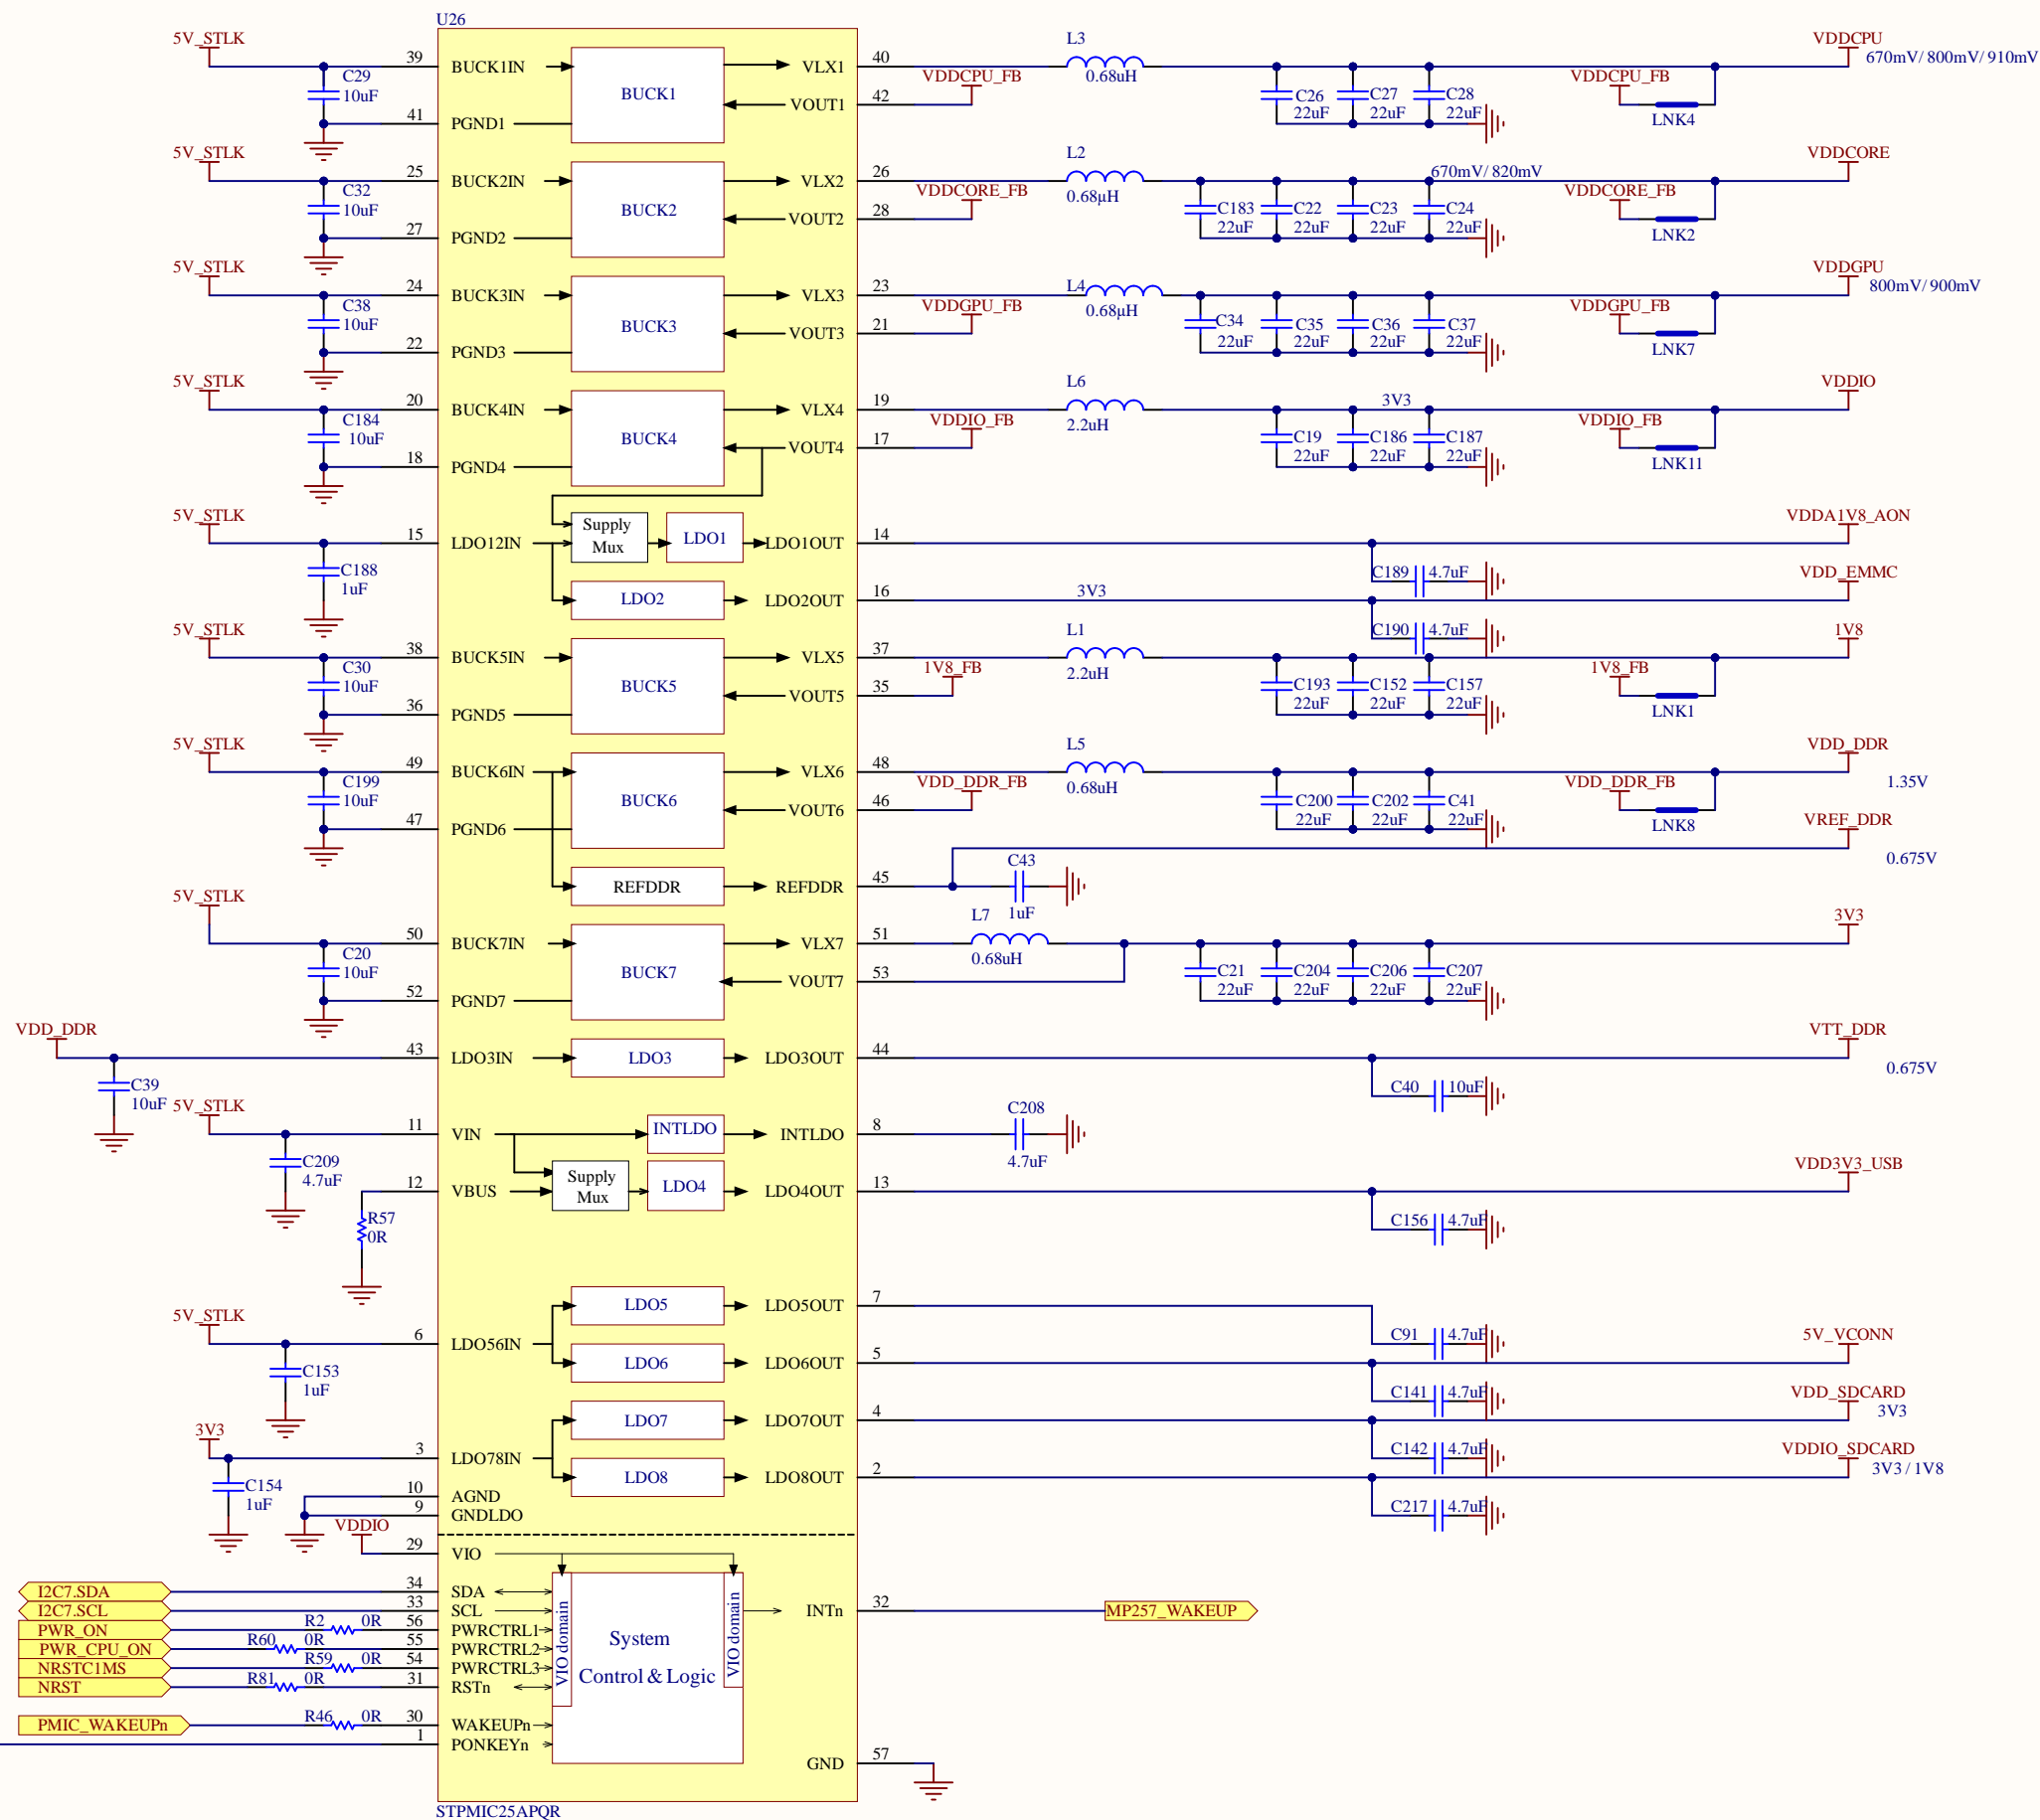 U26
5V_STLK 39 BUCK1IN VLX1 40 L3 VDDCPU
C29 VDDCPU_FB 0.68uH VDDCPU_FB 670mV/ 800mV/ 910mV
10uF BUCK1 VOUT1 42 C26 C27 C28
41 PGND1 22uF 22uF 22uF LNK4
5V_STLK 25 BUCK2IN VLX2 26 L2 670mV/ 820mV VDDCORE
C32 VDDCORE_FB 0.68µH VDDCORE_FB
10uF BUCK2 VOUT2 28 C183 C22 C23 C24
27 PGND2 22uF 22uF 22uF 22uF LNK2
5V_STLK 24 BUCK3IN VLX3 23 L4 VDDGPU
C38 VDDGPU_FB 0.68µH VDDGPU_FB 800mV/ 900mV
10uF BUCK3 VOUT3 21 C34 C35 C36 C37
22 PGND3 22uF 22uF 22uF 22uF LNK7
5V_STLK 20 BUCK4IN VLX4 19 L6 3V3 VDDIO
C184 VDDIO_FB 2.2uH VDDIO_FB
10uF BUCK4 VOUT4 17 C19 C186 C187
18 PGND4 22uF 22uF 22uF LNK11
5V_STLK 15 LDO12IN Supply Mux LDO1 LDO1OUT 14 VDDA1V8_AON
C188 C189 4.7uF
1uF LDO2 LDO2OUT 16 3V3 VDD_EMMC
C190 4.7uF
5V_STLK 38 BUCK5IN VLX5 37 L1 1V8
C30 1V8_FB 2.2uH 1V8_FB
10uF BUCK5 VOUT5 35 C193 C152 C157
36 PGND5 22uF 22uF 22uF LNK1
5V_STLK 49 BUCK6IN VLX6 48 L5 VDD_DDR
C199 VDD_DDR_FB 0.68uH VDD_DDR_FB 1.35V
10uF BUCK6 VOUT6 46 C200 C202 C41
47 PGND6 22uF 22uF 22uF LNK8
VREF_DDR
C43 0.675V
REFDDR REFDDR 45 1uF
5V_STLK 50 BUCK7IN VLX7 51 L7 3V3
C20 0.68uH
10uF BUCK7 VOUT7 53 C21 C204 C206 C207
52 PGND7 22uF 22uF 22uF 22uF
VDD_DDR 43 LDO3IN LDO3 LDO3OUT 44 VTT_DDR
0.675V
C39 10uF C40 10uF
5V_STLK 11 VIN INTLDO INTLDO 8 C208
C209 4.7uF
4.7uF
12 VBUS Supply Mux LDO4 LDO4OUT 13 VDD3V3_USB
R57 C156 4.7uF
0R
LDO5 LDO5OUT 7
5V_STLK 6 LDO56IN C91 4.7uF
C153 LDO6 LDO6OUT 5 5V_VCONN
1uF C141 4.7uF
LDO7 LDO7OUT 4 VDD_SDCARD
3V3
3V3 3 LDO78IN C142 4.7uF
C154 LDO8 LDO8OUT 2 VDDIO_SDCARD
1uF 3V3 / 1V8
10 AGND C217 4.7uF
9 GNDLDO
VDDIO 29 VIO
I2C7.SDA 34 SDA
I2C7.SCL 33 SCL INTn 32 MP257_WAKEUP
PWR_ON R2 0R 56 PWRCTRL1
PWR_CPU_ON R60 0R 55 PWRCTRL2
NRSTC1MS R59 0R 54 PWRCTRL3
NRST R81 0R 31 RSTn
VIO domain
System
Control & Logic
VIO domain
PMIC_WAKEUPn R46 0R 30 WAKEUPn
1 PONKEYn
GND 57
STPMIC25APQR